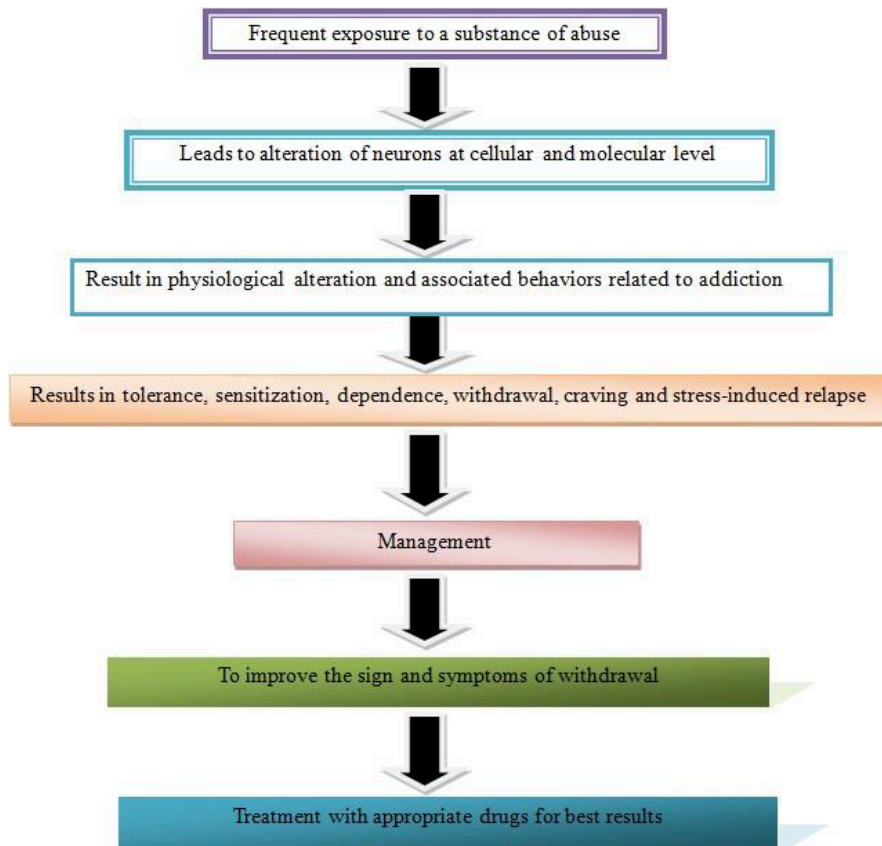 Frequent exposure to a substance of abuse
Leads to alteration of neurons at cellular and molecular level
Result in physiological alteration and associated behaviors related to addiction
Results in tolerance, sensitization, dependence, withdrawal, craving and stress-induced relapse
Management
To improve the sign and symptoms of withdrawal
Treatment with appropriate drugs for best results